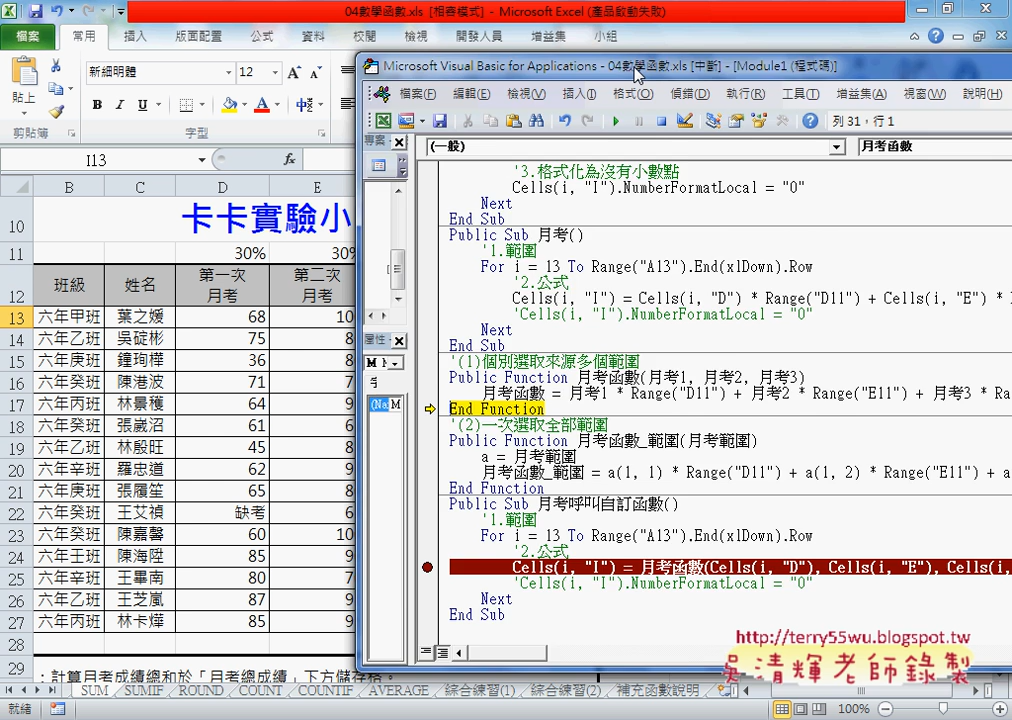 04數學函數.xls [相容模式] - Microsoft Excel (產品啟動失敗)
檔案 常用 插入 版面配置 公式 資料 校閱 檢視 開發人員 增益集 小組
貼上 新細明體 12
B I U
剪貼簿 字型
I13 fx
B C D E
10 卡卡實驗小
11 30% 30%
12 班級 姓名 第一次月考 第二次月考
13 六年甲班 葉之媛 68 10
14 六年乙班 吳碇彬 75 8
15 六年庚班 鐘珣樺 36 8
16 六年癸班 陳港波 71 9
17 六年丙班 林景穫 64 9
18 六年癸班 張崴沼 61 6
19 六年乙班 林殷旺 45 8
20 六年辛班 羅忠道 62 9
21 六年庚班 張履笙 65 8
22 六年癸班 王艾禎 缺考 6
23 六年癸班 陳嘉馨 60 10
24 六年壬班 陳海陞 85 9
25 六年辛班 王畢南 80 7
26 六年乙班 王芝嵐 87 9
27 六年丙班 林卡燁 85 9
28
29 ：計算月考成績總和於「月考總成績」下方儲存格。
SUM SUMIF ROUND COUNT COUNTIF AVERAGE 綜合練習(1) 綜合練習(2) 補充函數說明
就緒 100%
Microsoft Visual Basic for Applications - 04數學函數.xls [中斷] - [Module1 (程式碼)]
檔案(F) 編輯(E) 檢視(V) 插入(I) 格式(O) 偵錯(D) 執行(R) 工具(T) 增益集(A) 視窗(W) 說明(H)
列 31，行 1
專案
屬性
(一般) 月考函數
'3.格式化為沒有小數點
Cells(i, "I").NumberFormatLocal = "0"
Next
End Sub
Public Sub 月考()
'1.範圍
For i = 13 To Range("A13").End(xlDown).Row
'2.公式
Cells(i, "I") = Cells(i, "D") * Range("D11") + Cells(i, "E") *
'Cells(i, "I").NumberFormatLocal = "0"
Next
End Sub
'(1)個別選取來源多個範圍
Public Function 月考函數(月考1, 月考2, 月考3)
月考函數 = 月考1 * Range("D11") + 月考2 * Range("E11") + 月考3 * Ra
End Function
'(2)一次選取全部範圍
Public Function 月考函數_範圍(月考範圍)
a = 月考範圍
月考函數_範圍 = a(1, 1) * Range("D11") + a(1, 2) * Range("E11") + a
End Function
Public Sub 月考呼叫自訂函數()
'1.範圍
For i = 13 To Range("A13").End(xlDown).Row
'2.公式
Cells(i, "I") = 月考函數(Cells(i, "D"), Cells(i, "E"), Cells(i,
'Cells(i, "I").NumberFormatLocal = "0"
Next
End Sub
http://terry55wu.blogspot.tw
吳清輝老師錄製